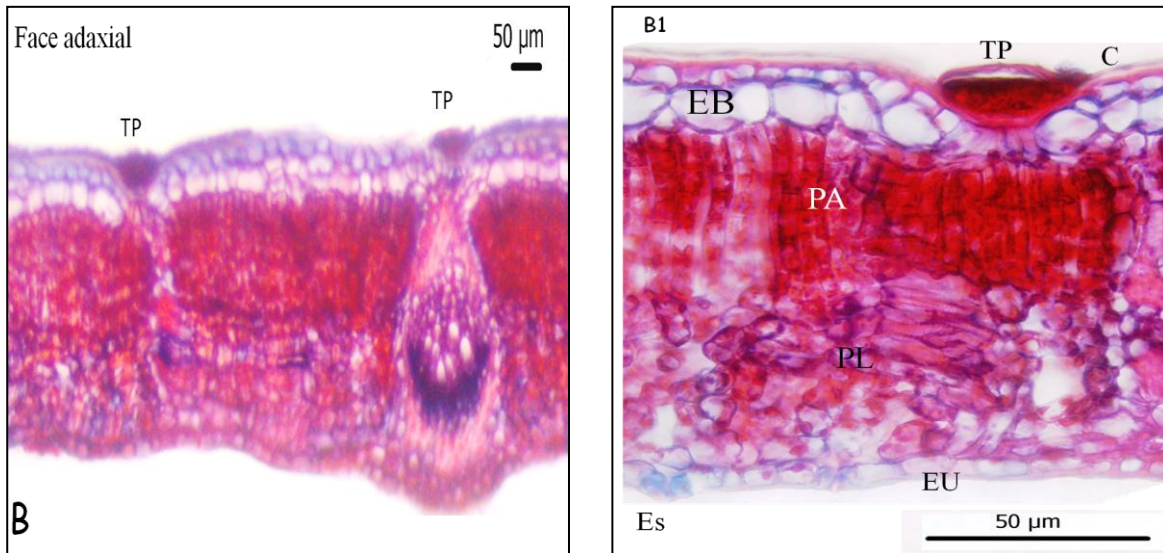 Face adaxial
50 µm
TP
TP
B
B1
TP
C
EB
PA
PL
EU
Es
50 µm